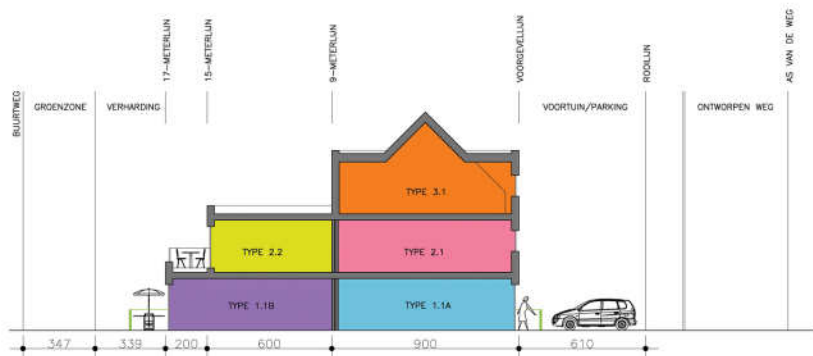 BUURTWEG
17-METERLIJN
15-METERLIJN
9-METERLIJN
VOORGEVELLIJN
ROOILIJN
AS VAN DE WEG
GROENZONE
VERHARDING
VOORTUIN/PARKING
ONTWORPEN WEG
TYPE 3.1
TYPE 2.2
TYPE 2.1
TYPE 1.1B
TYPE 1.1A
347
339
200
600
900
610